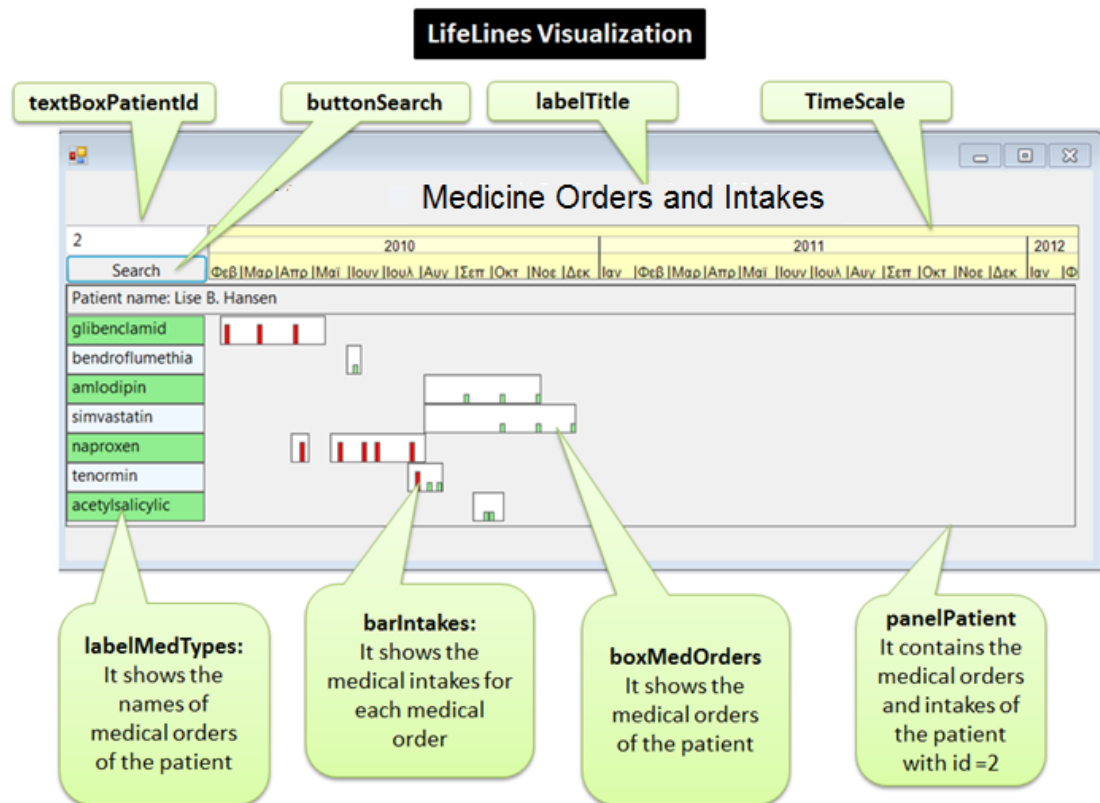 LifeLines Visualization
textBoxPatientId
buttonSearch
labelTitle
TimeScale
Medicine Orders and Intakes
2
2010
2011
2012
Search
Φεβ |Μαρ |Απρ |Μαϊ |Ιουν |Ιουλ |Αυγ |Σεπ |Οκτ |Νοε |Δεκ |Ιαν |Φεβ |Μαρ |Απρ |Μαϊ |Ιουν |Ιουλ |Αυγ |Σεπ |Οκτ |Νοε |Δεκ |Ιαν |Φ
Patient name: Lise B. Hansen
glibenclamid
bendroflumethia
amlodipin
simvastatin
naproxen
tenormin
acetylsalicylic
labelMedTypes:
It shows the
names of
medical orders
of the patient
barIntakes:
It shows the
medical intakes for
each medical
order
boxMedOrders
It shows the
medical orders
of the patient
panelPatient
It contains the
medical orders
and intakes of
the patient
with id =2